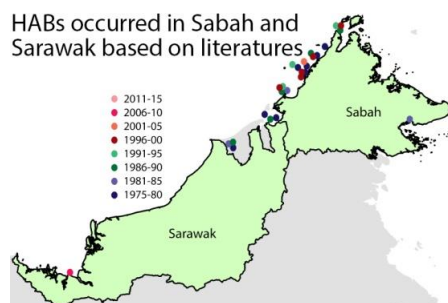 HABs occurred in Sabah and
Sarawak based on literatures
2011-15
2006-10
2001-05
1996-00
1991-95
1986-90
1981-85
1975-80
Sabah
Sarawak